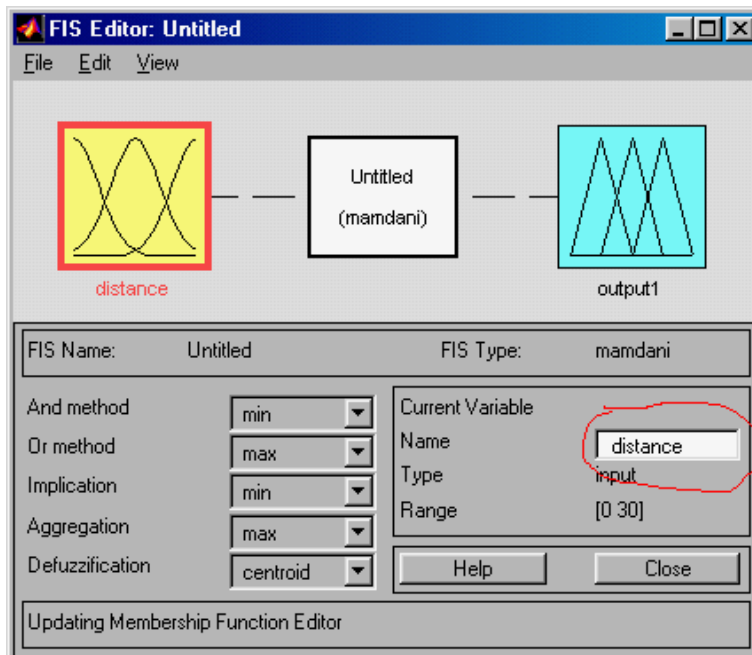 FIS Editor: Untitled
File Edit View
Untitled
(mamdani)
distance
output1
FIS Name: Untitled FIS Type: mamdani
And method min
Or method max
Implication min
Aggregation max
Defuzzification centroid
Current Variable
Name distance
Type input
Range [0 30]
Help Close
Updating Membership Function Editor